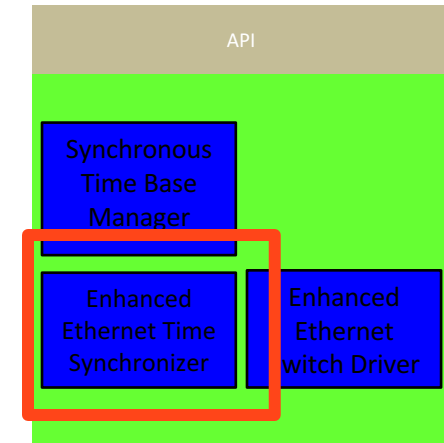 API
Synchronous
Time Base
Manager
Enhanced
Ethernet Time
Synchronizer
Enhanced
Ethernet
witch Driver